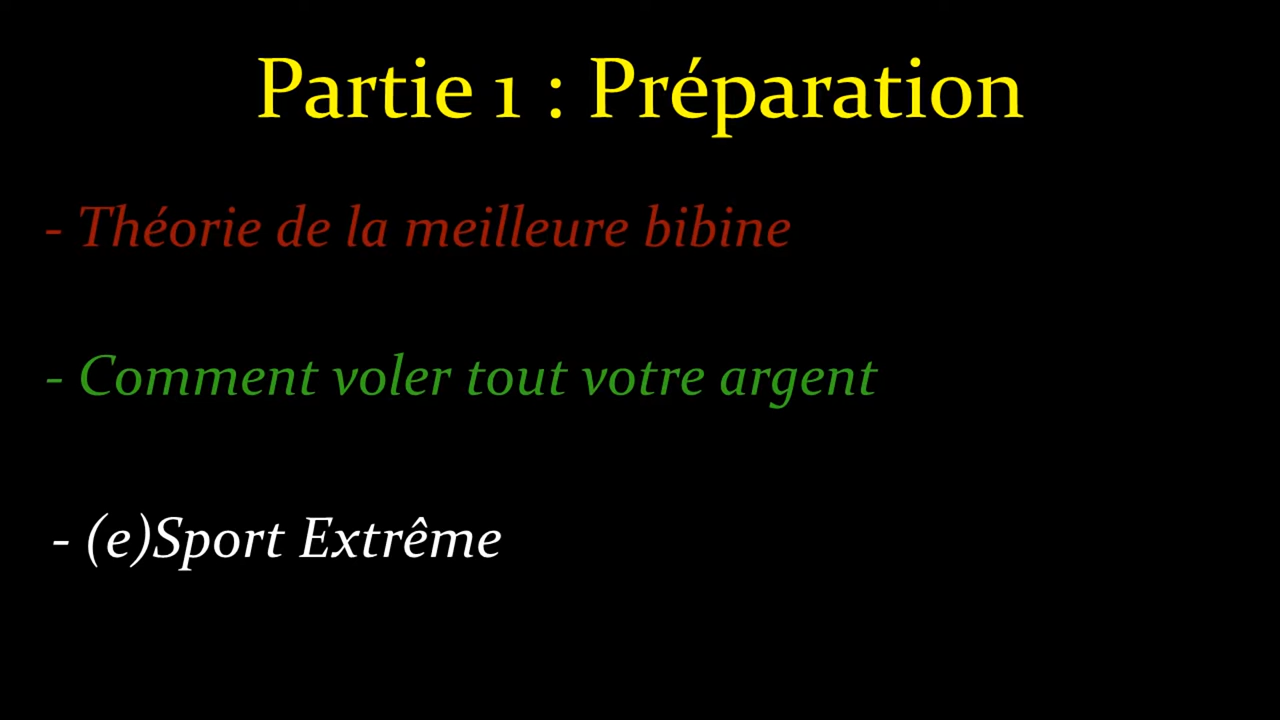 Partie 1 : Préparation
- Théorie de la meilleure bibine
- Comment voler tout votre argent
- (e)Sport Extrême